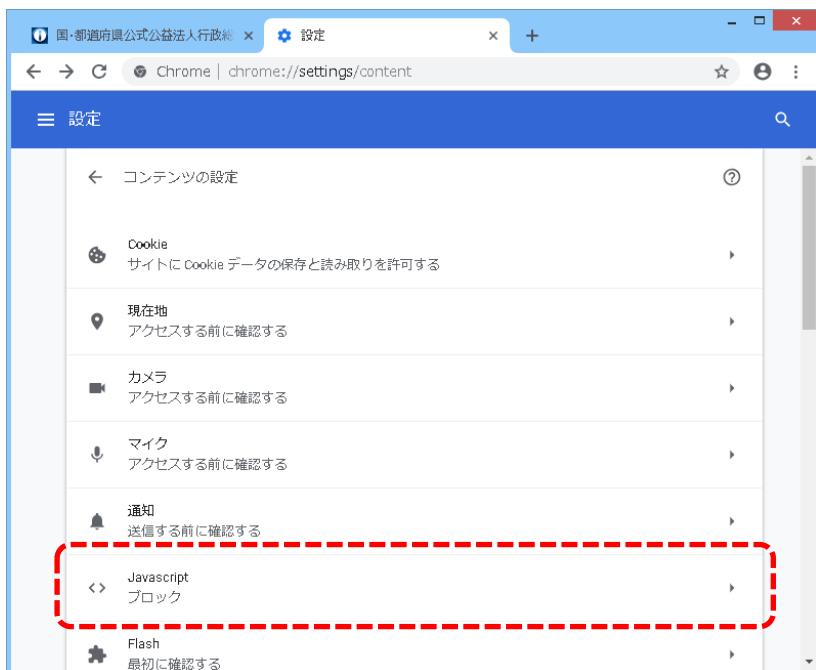 国・都道府県公式公益法人行政総
設定
Chrome | chrome://settings/content
設定
コンテンツの設定
Cookie
サイトに Cookie データの保存と読み取りを許可する
現在地
アクセスする前に確認する
カメラ
アクセスする前に確認する
マイク
アクセスする前に確認する
通知
送信する前に確認する
Javascript
ブロック
Flash
最初に確認する